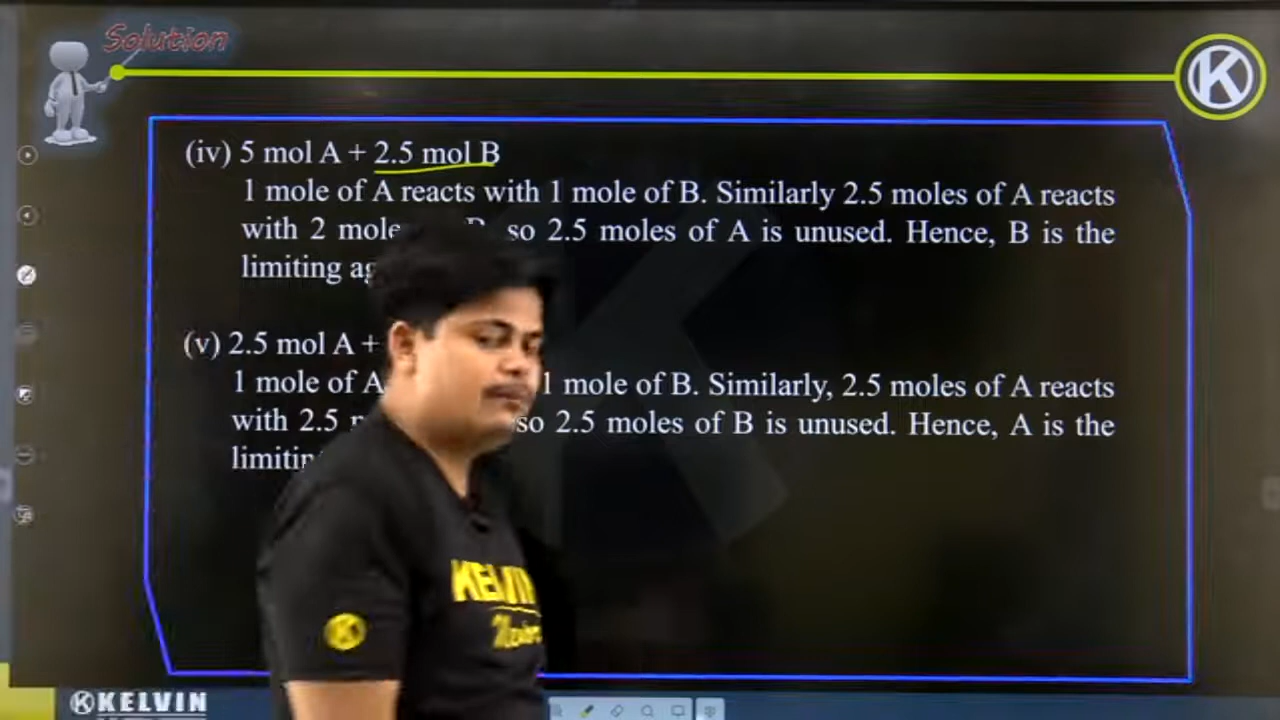 Solution
K
(iv) 5 mol A + 2.5 mol B
1 mole of A reacts with 1 mole of B. Similarly 2.5 moles of A reacts
with 2 so 2.5 moles of A is unused. Hence, B is the
limiting
(v) 2.5 mol A +
1 mole of A 1 mole of B. Similarly, 2.5 moles of A reacts
with 2.5 so 2.5 moles of B is unused. Hence, A is the
KELVIN
K
K KELVIN